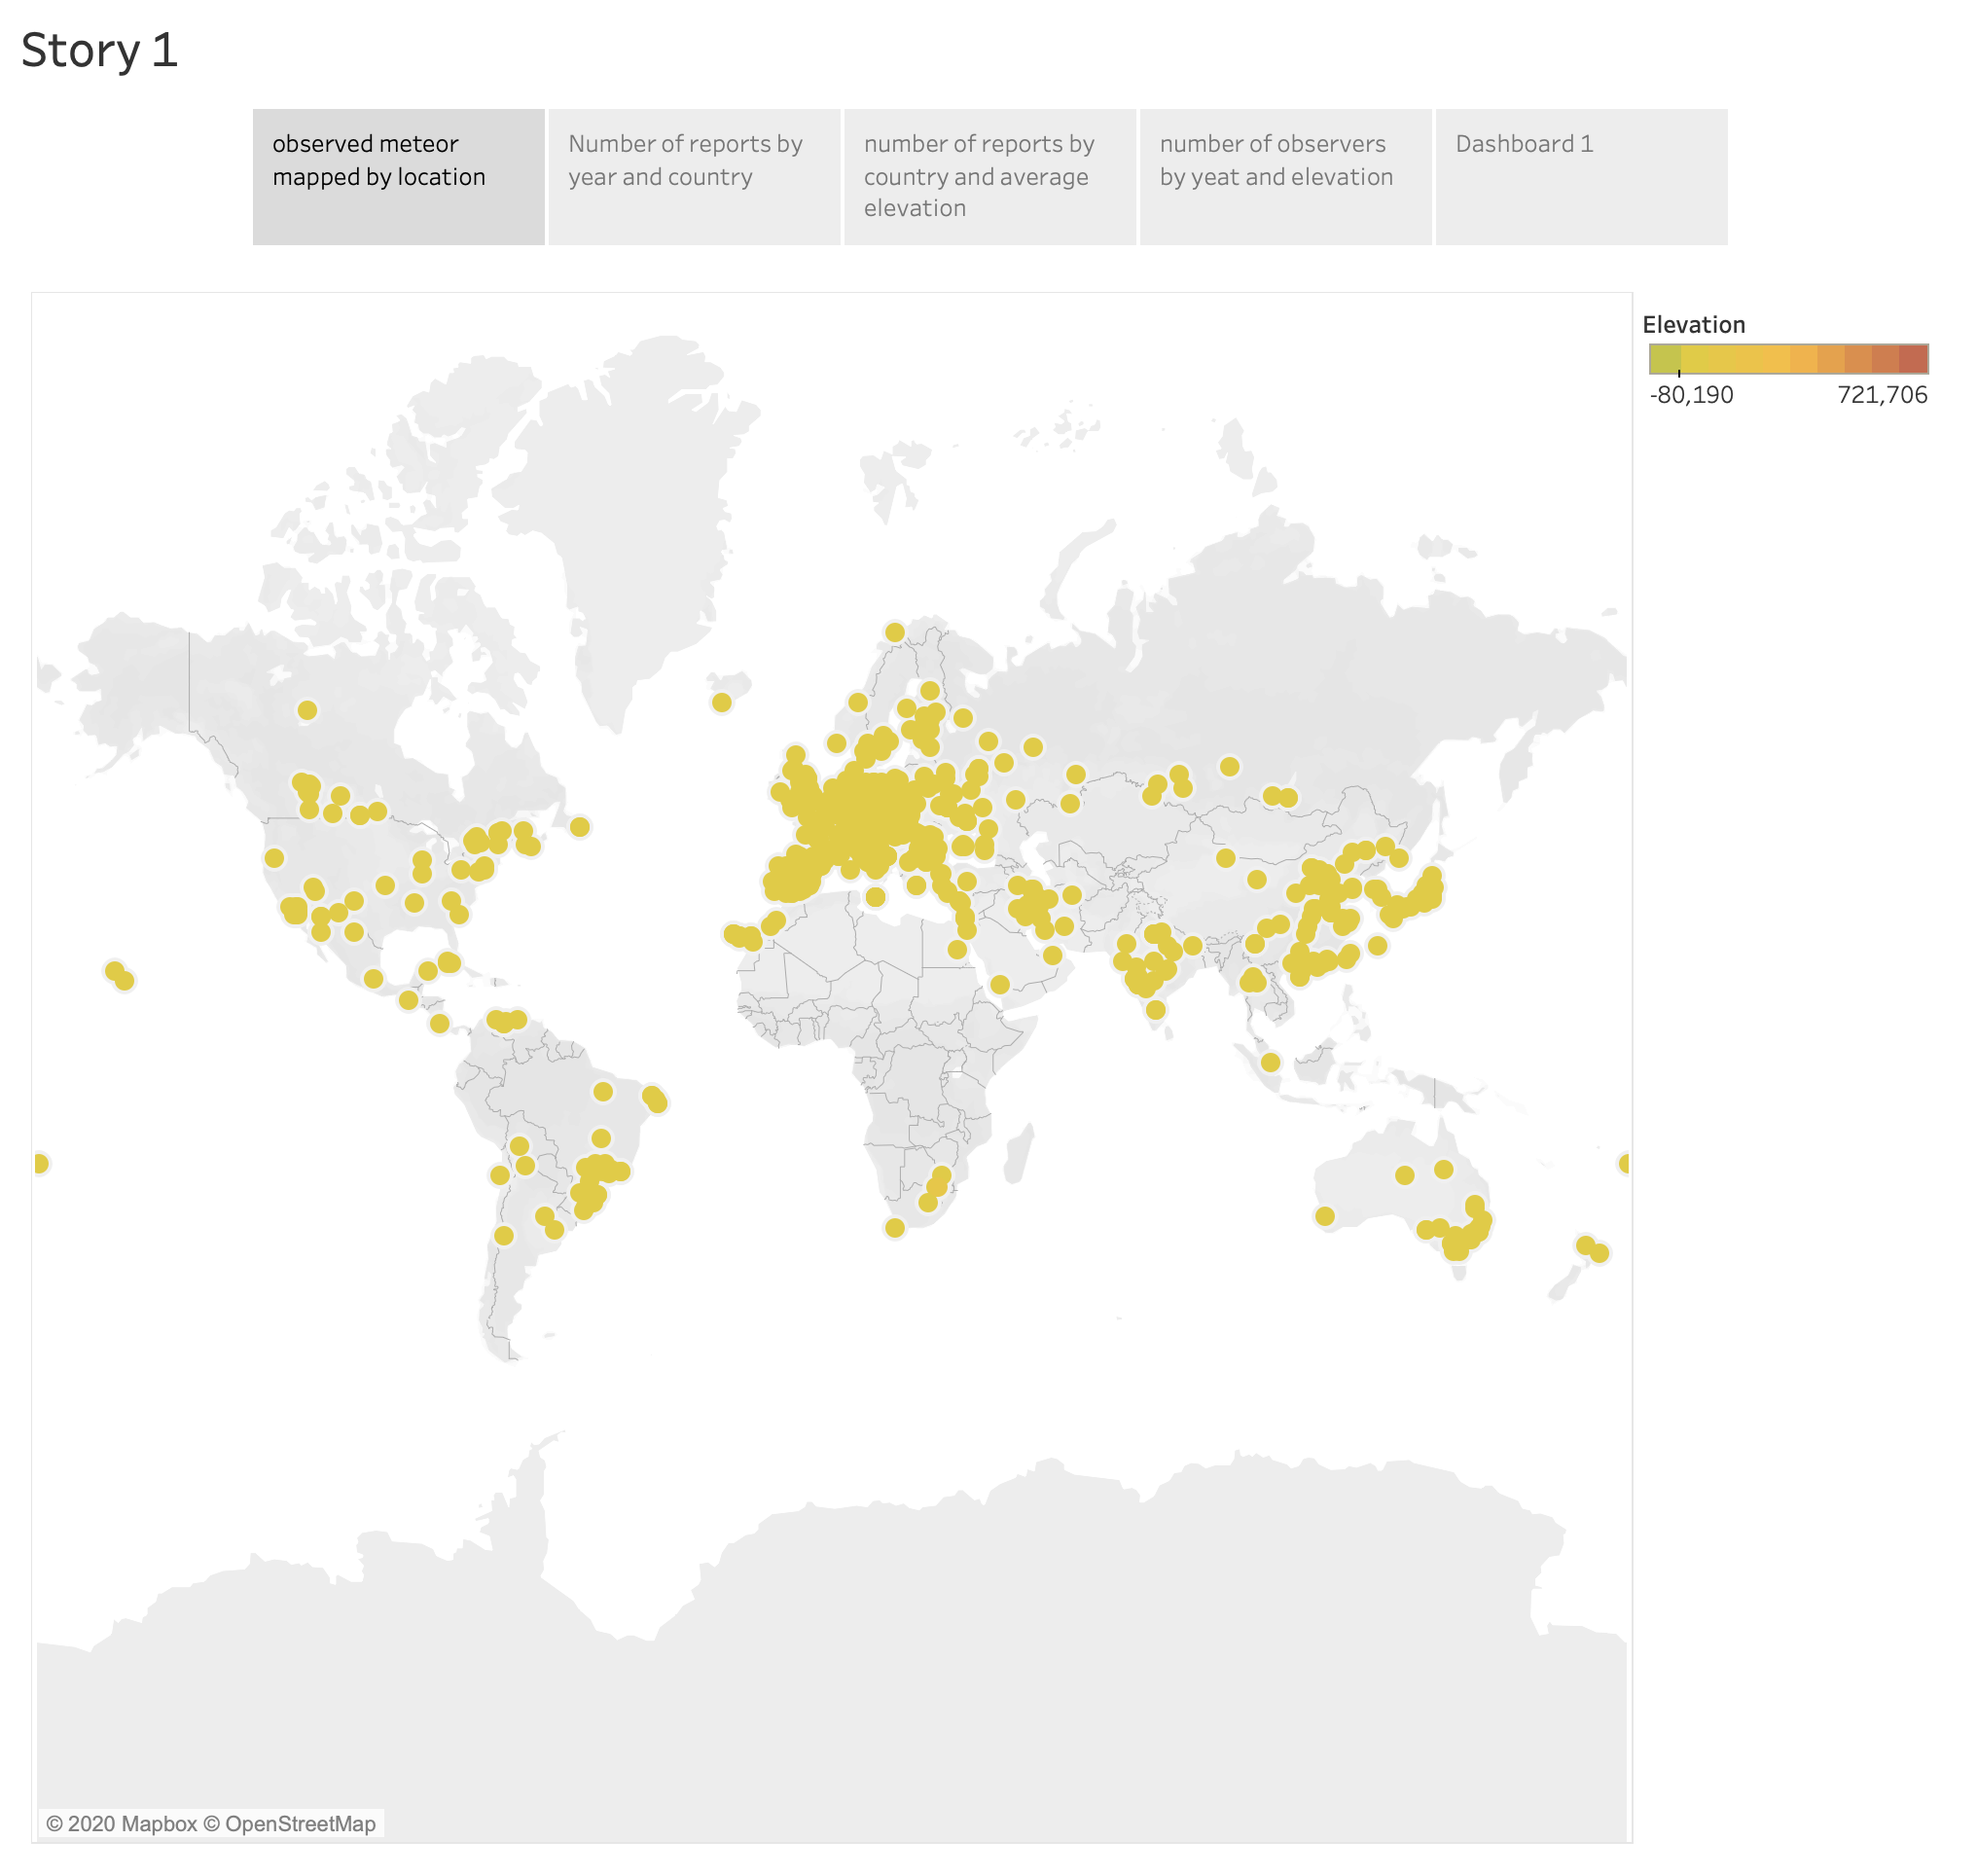 Story 1
observed meteor
mapped by location
Number of reports by
year and country
number of reports by
country and average
elevation
number of observers
by yeat and elevation
Dashboard 1
Elevation
-80,190
721,706
© 2020 Mapbox © OpenStreetMap